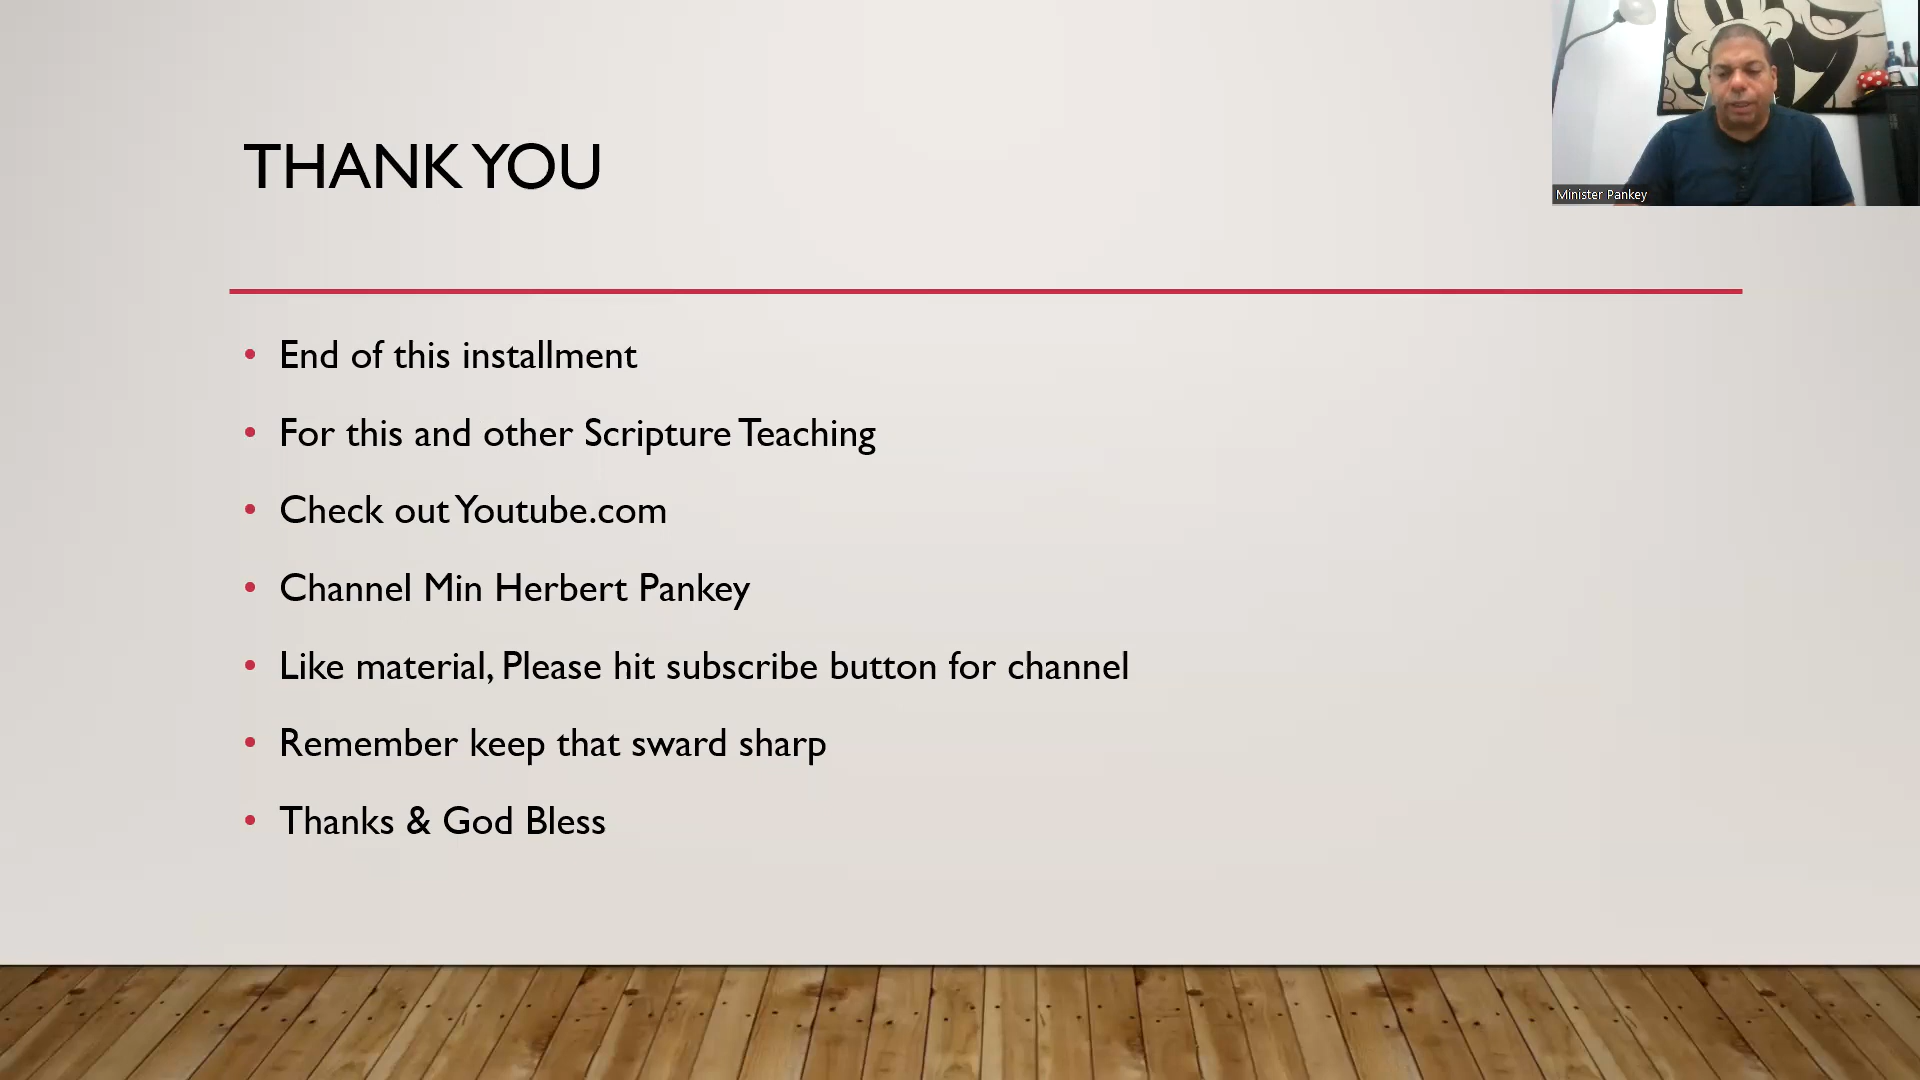 THANK YOU
Minister Pankey
• End of this installment
• For this and other Scripture Teaching
• Check out Youtube.com
• Channel Min Herbert Pankey
• Like material, Please hit subscribe button for channel
• Remember keep that sward sharp
• Thanks & God Bless